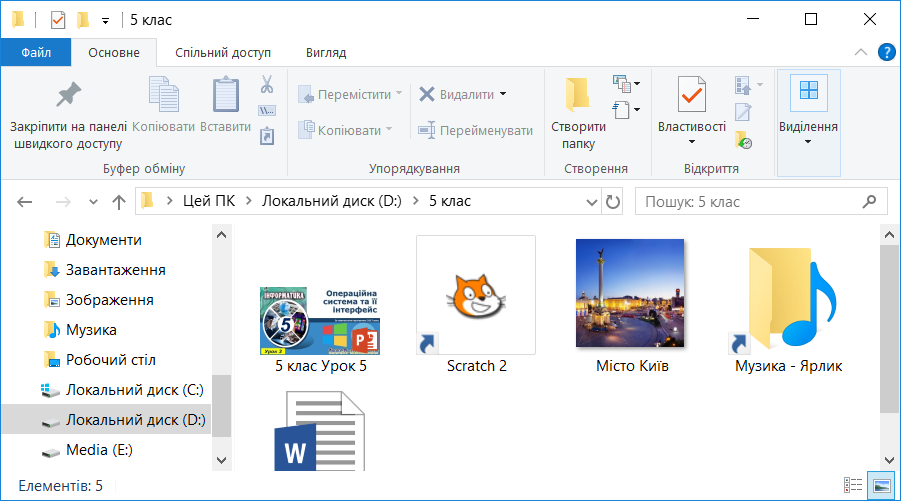 5 клас
Файл
Основне
Спільний доступ
Вигляд
Закріпити на панелі
швидкого доступу
Копіювати
Вставити
Буфер обміну
Перемістити
Копіювати
Видалити
Перейменувати
Упорядкування
Створити
папку
Створення
Властивості
Відкриття
Виділення
Цей ПК
Локальний диск (D:)
5 клас
Пошук: 5 клас
Документи
Завантаження
Зображення
Музика
Робочий стіл
Локальний диск (C:)
Локальний диск (D:)
Media (E:)
ІНФОРМАТИКА
5
Урок 3
Операційна
система та її
інтерфейс
P
5 клас Урок 5
Scratch 2
Місто Київ
Музика - Ярлик
W
Елементів: 5